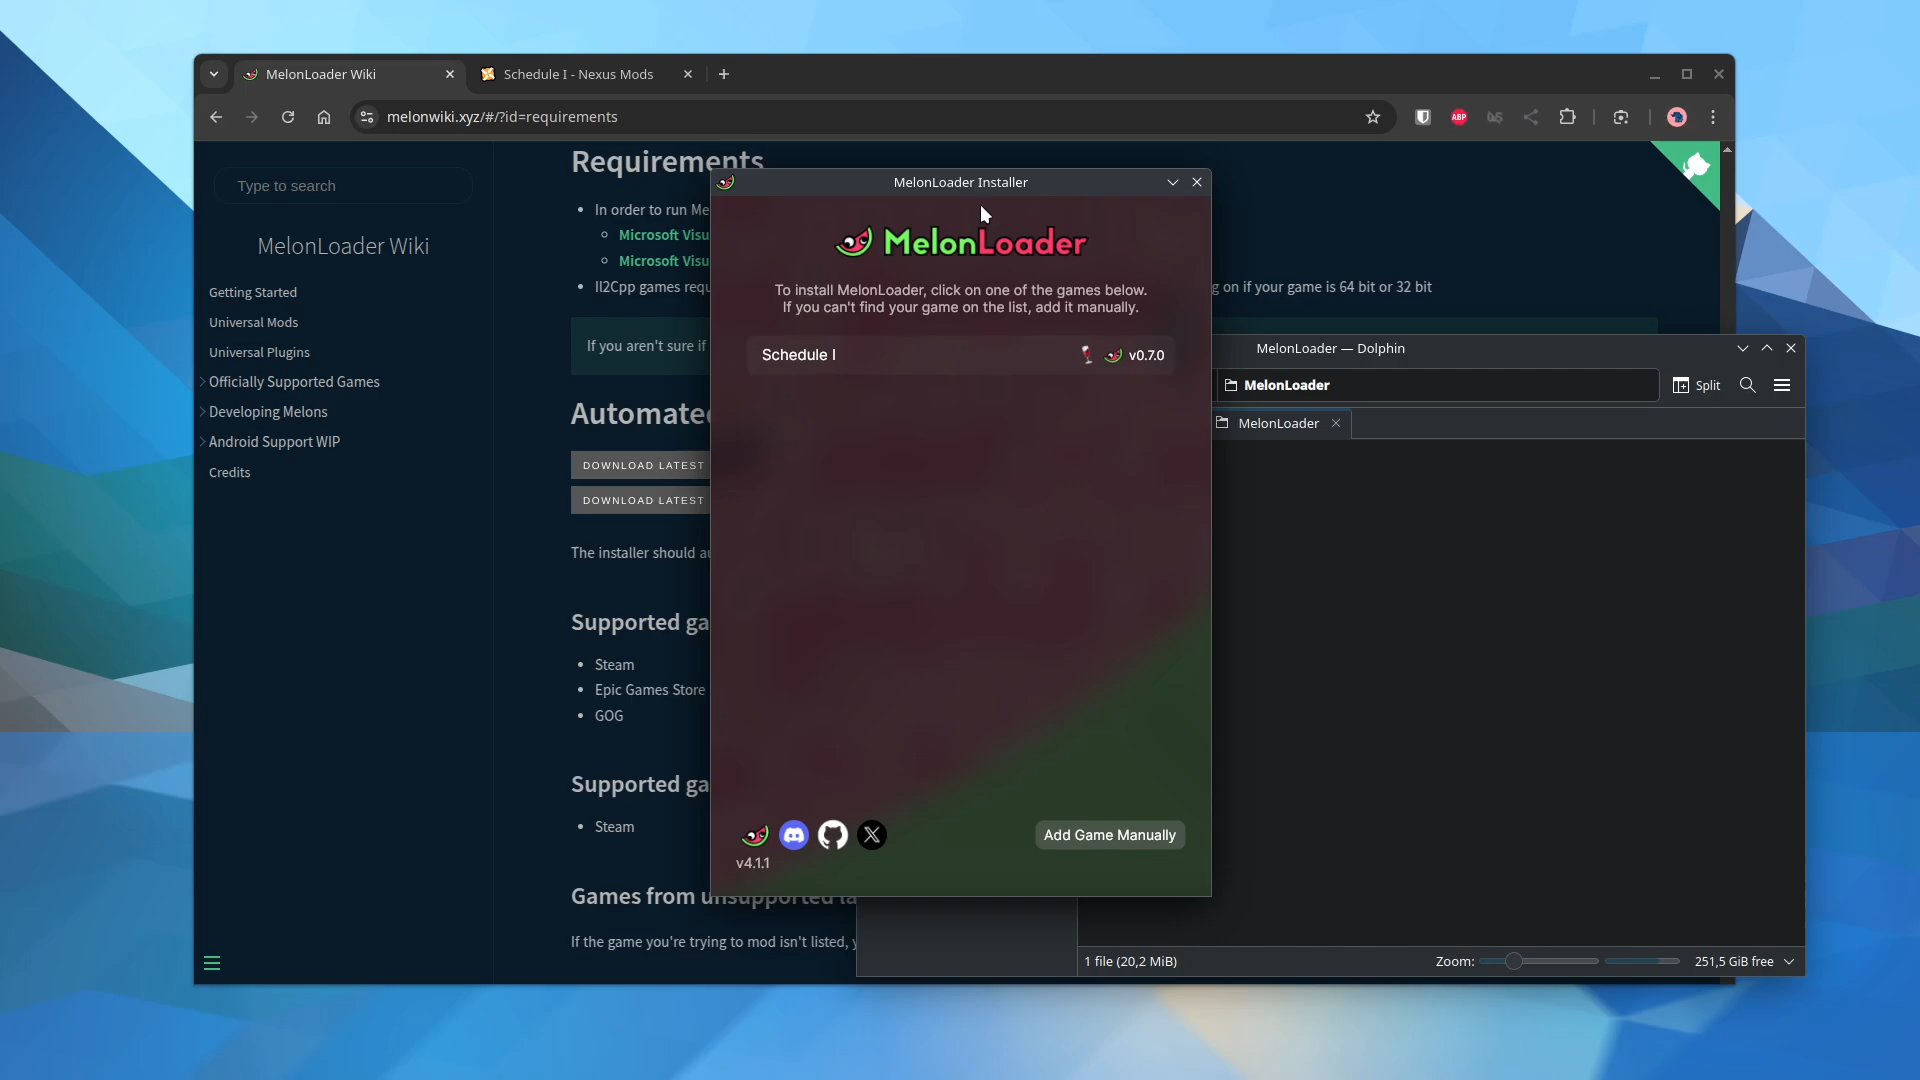 MelonLoader Wiki
Schedule I - Nexus Mods
melonwiki.xyz/#/?id=requirements
ABP
Type to search
MelonLoader Wiki
Getting Started
Universal Mods
Universal Plugins
Officially Supported Games
Developing Melons
Android Support WIP
Credits
Requirements
In order to run Me
Microsoft Visu
Microsoft Visu
Il2Cpp games requ
g on if your game is 64 bit or 32 bit
If you aren't sure if
Automated
DOWNLOAD LATEST
DOWNLOAD LATEST
The installer should au
Supported ga
Steam
Epic Games Store
GOG
Supported ga
Steam
Games from unsupported la
If the game you're trying to mod isn't listed, y
MelonLoader Installer
MelonLoader
To install MelonLoader, click on one of the games below.
If you can't find your game on the list, add it manually.
Schedule I
v0.7.0
Add Game Manually
v4.1.1
MelonLoader — Dolphin
MelonLoader
Split
MelonLoader
1 file (20,2 MiB)
Zoom:
251,5 GiB free